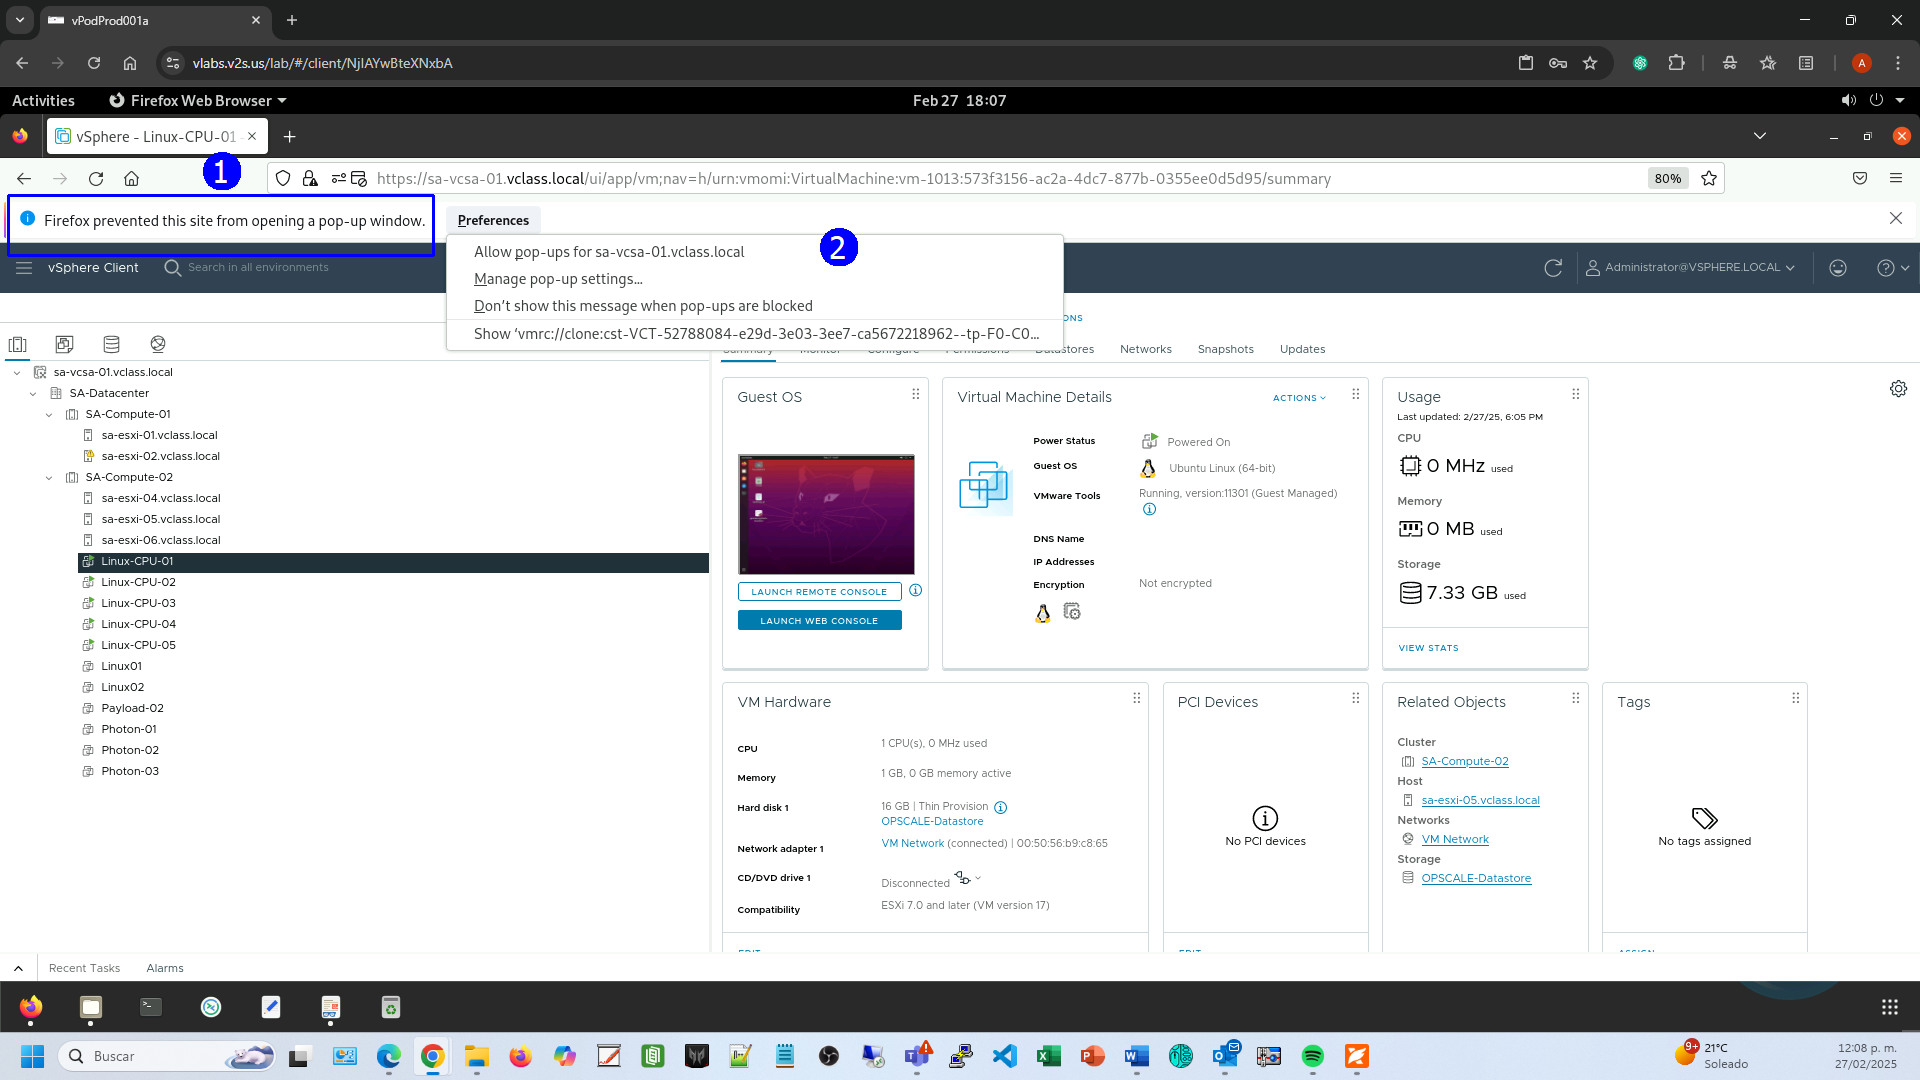 vPodProd001a
vlabs.v2s.us/lab/#/client/NjlAYwBteXNxbA
A
Activities
Firefox Web Browser
Feb 27 18:07
vSphere - Linux-CPU-01 -
1
https://sa-vcsa-01.vclass.local/ui/app/vm;nav=h/urn:vmomi:VirtualMachine:vm-1013:573f3156-ac2a-4dc7-877b-0355ee0d5d95/summary
80%
Firefox prevented this site from opening a pop-up window.
Preferences
Allow pop-ups for sa-vcsa-01.vclass.local
2
Manage pop-up settings...
Don't show this message when pop-ups are blocked
Show 'vmrc://clone:cst-VCT-52788084-e29d-3e03-3ee7-ca5672218962--tp-F0-C0...
vSphere Client
Search in all environments
Administrator@VSPHERE.LOCAL
Summary
Monitor
Configure
Permissions
Datastores
Networks
Snapshots
Updates
sa-vcsa-01.vclass.local
SA-Datacenter
SA-Compute-01
sa-esxi-01.vclass.local
sa-esxi-02.vclass.local
SA-Compute-02
sa-esxi-04.vclass.local
sa-esxi-05.vclass.local
sa-esxi-06.vclass.local
Linux-CPU-01
Linux-CPU-02
Linux-CPU-03
Linux-CPU-04
Linux-CPU-05
Linux01
Linux02
Payload-02
Photon-01
Photon-02
Photon-03
Guest OS
LAUNCH REMOTE CONSOLE
LAUNCH WEB CONSOLE
Virtual Machine Details
ACTIONS
Power Status
Powered On
Guest OS
Ubuntu Linux (64-bit)
VMware Tools
Running, version:11301 (Guest Managed)
DNS Name
IP Addresses
Encryption
Not encrypted
Usage
Last updated: 2/27/25, 6:05 PM
CPU
0 MHz used
Memory
0 MB used
Storage
7.33 GB used
VIEW STATS
VM Hardware
CPU
1 CPU(s), 0 MHz used
Memory
1 GB, 0 GB memory active
Hard disk 1
16 GB | Thin Provision
OPSCALE-Datastore
Network adapter 1
VM Network (connected) | 00:50:56:b9:c8:65
CD/DVD drive 1
Disconnected
Compatibility
ESXi 7.0 and later (VM version 17)
EDIT
PCI Devices
No PCI devices
EDIT
Related Objects
Cluster
SA-Compute-02
Host
sa-esxi-05.vclass.local
Networks
VM Network
Storage
OPSCALE-Datastore
Tags
No tags assigned
ASSIGN
Recent Tasks
Alarms
Buscar
9+
21°C
Soleado
12:08 p. m.
27/02/2025